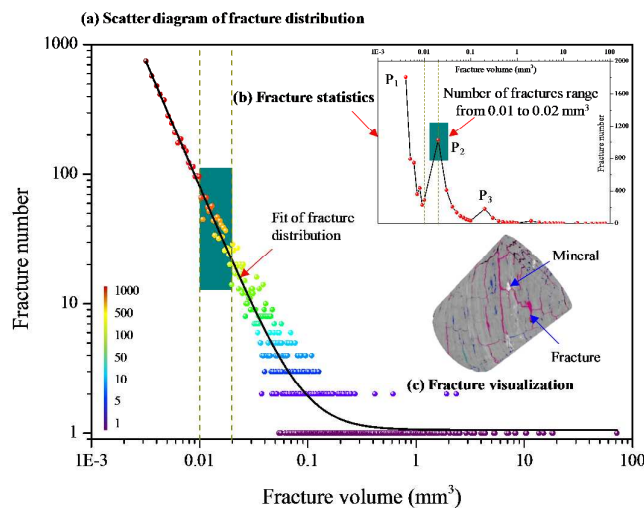 (a) Scatter diagram of fracture distribution
1000
100
10
1
Fracture number
1E-3 0.01 0.1 1 10 100
Fracture volume (mm³)
Fit of fracture
distribution
1000
500
100
50
10
5
1
1E-3 0.01 0.1 1 10 100
Fracture volume (mm³)
2000
1600
1200
800
400
0
Fracture number
(b) Fracture statistics
P₁
P₂
P₃
Number of fractures range
from 0.01 to 0.02 mm³
Mineral
Fracture
(c) Fracture visualization